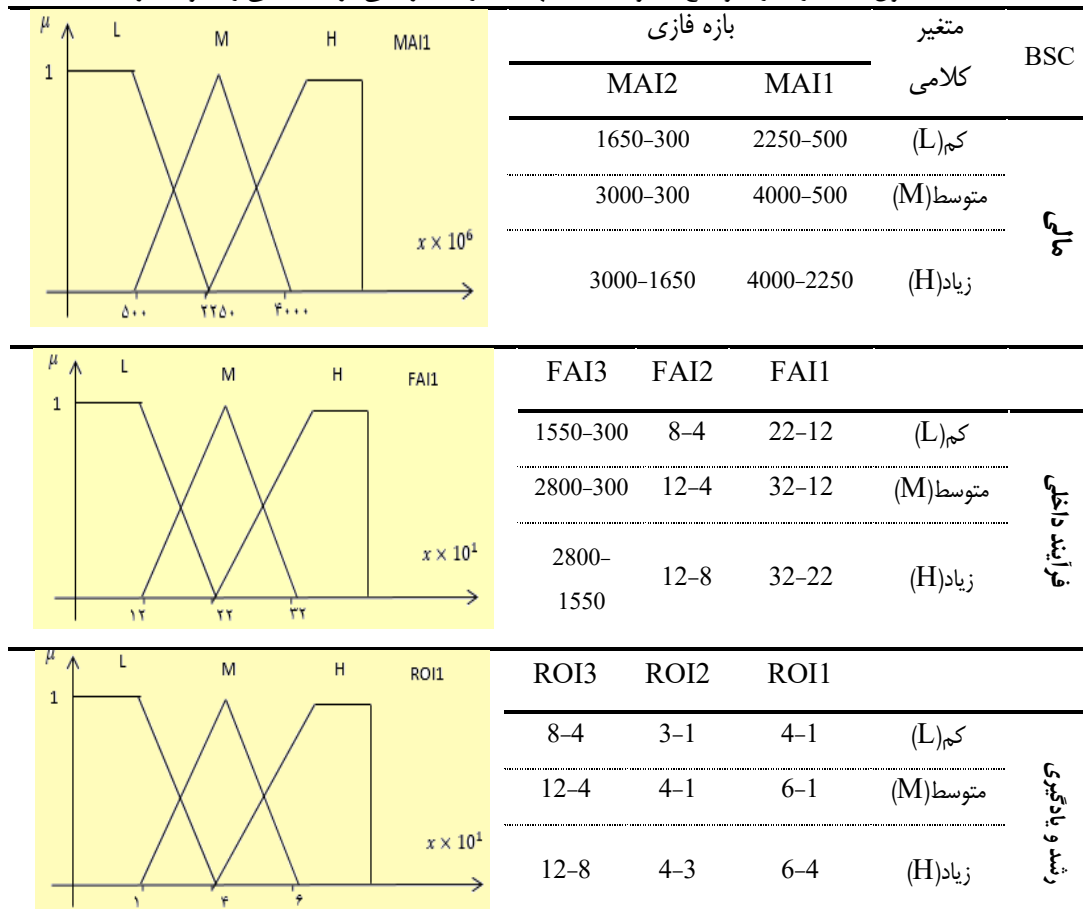 متغیر کلامی
بازه فازی
BSC
MAI2 MAI1
کم(L) 2250-500 1650-300
متوسط(M) 4000-500 3000-300
زیاد(H) 4000-2250 3000-1650
مالی
μ L M H MAI1
1
x × 10⁶
۵۰۰ ۲۲۵۰ ۴۰۰۰
FAI3 FAI2 FAI1
کم(L) 22-12 8-4 1550-300
متوسط(M) 32-12 12-4 2800-300
زیاد(H) 32-22 12-8 2800-1550
فرآیند داخلی
μ L M H FAI1
1
x × 10¹
۱۲ ۲۲ ۳۲
ROI3 ROI2 ROI1
کم(L) 4-1 3-1 8-4
متوسط(M) 6-1 4-1 12-4
زیاد(H) 6-4 4-3 12-8
رشد و یادگیری
μ L M H ROI1
1
x × 10¹
۱ ۴ ۶